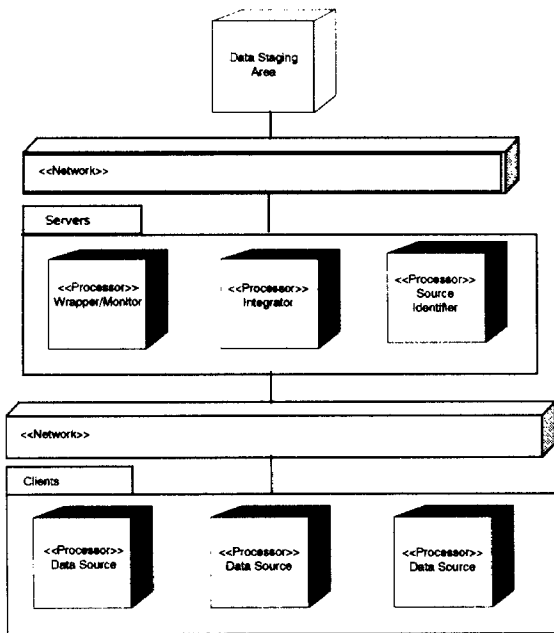 Data Staging
Area
<<Network>>
Servers
<<Processor>>
Wrapper/Monitor
<<Processor>>
Integrator
<<Processor>>
Source
Identifier
<<Network>>
Clients
<<Processor>>
Data Source
<<Processor>>
Data Source
<<Processor>>
Data Source